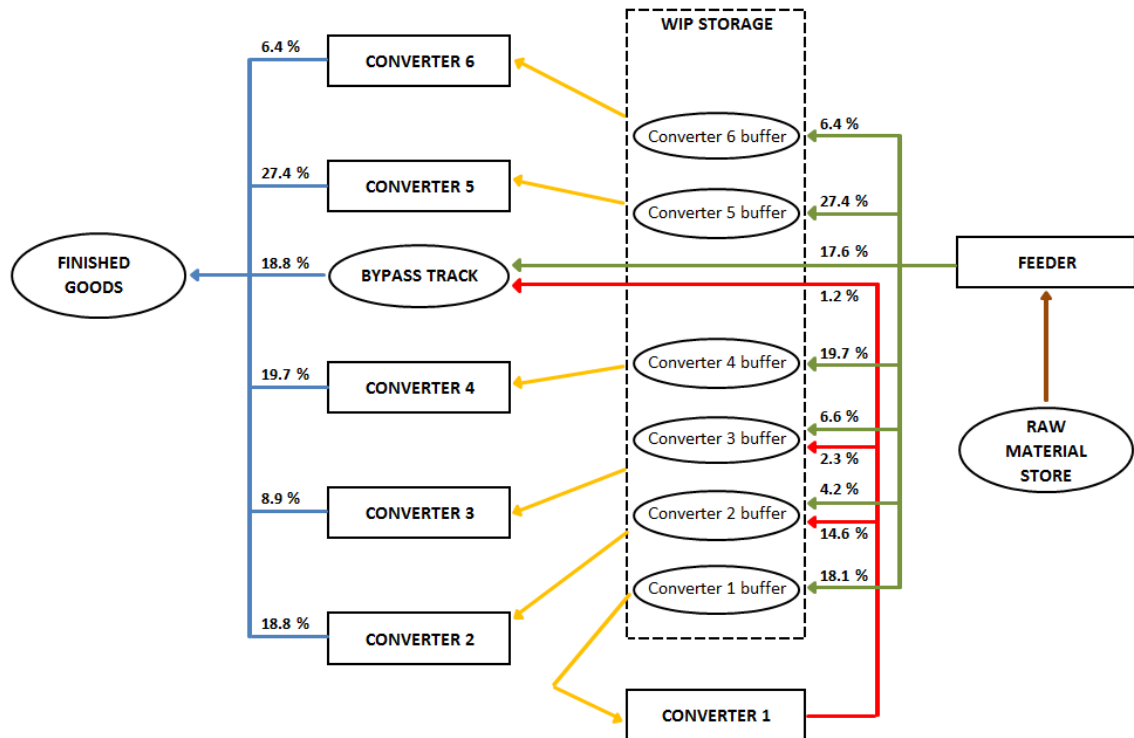 WIP STORAGE
6.4 %
CONVERTER 6
Converter 6 buffer
6.4 %
27.4 %
CONVERTER 5
Converter 5 buffer
27.4 %
FINISHED
GOODS
18.8 %
BYPASS TRACK
17.6 %
1.2 %
FEEDER
19.7 %
CONVERTER 4
Converter 4 buffer
19.7 %
6.6 %
Converter 3 buffer
2.3 %
RAW
MATERIAL
STORE
8.9 %
CONVERTER 3
4.2 %
Converter 2 buffer
14.6 %
18.1 %
Converter 1 buffer
18.8 %
CONVERTER 2
CONVERTER 1